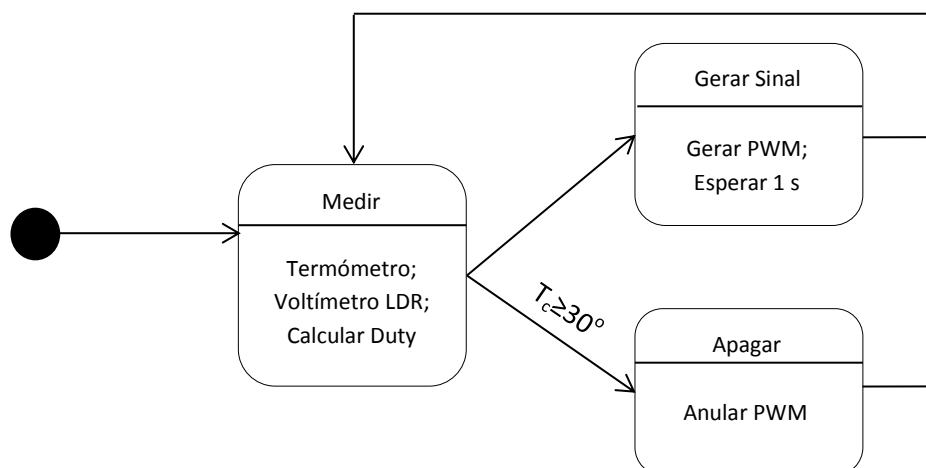 Gerar Sinal
Gerar PWM;
Esperar 1 s
Medir
Termómetro;
Voltímetro LDR;
Calcular Duty
Tc≥30°
Apagar
Anular PWM